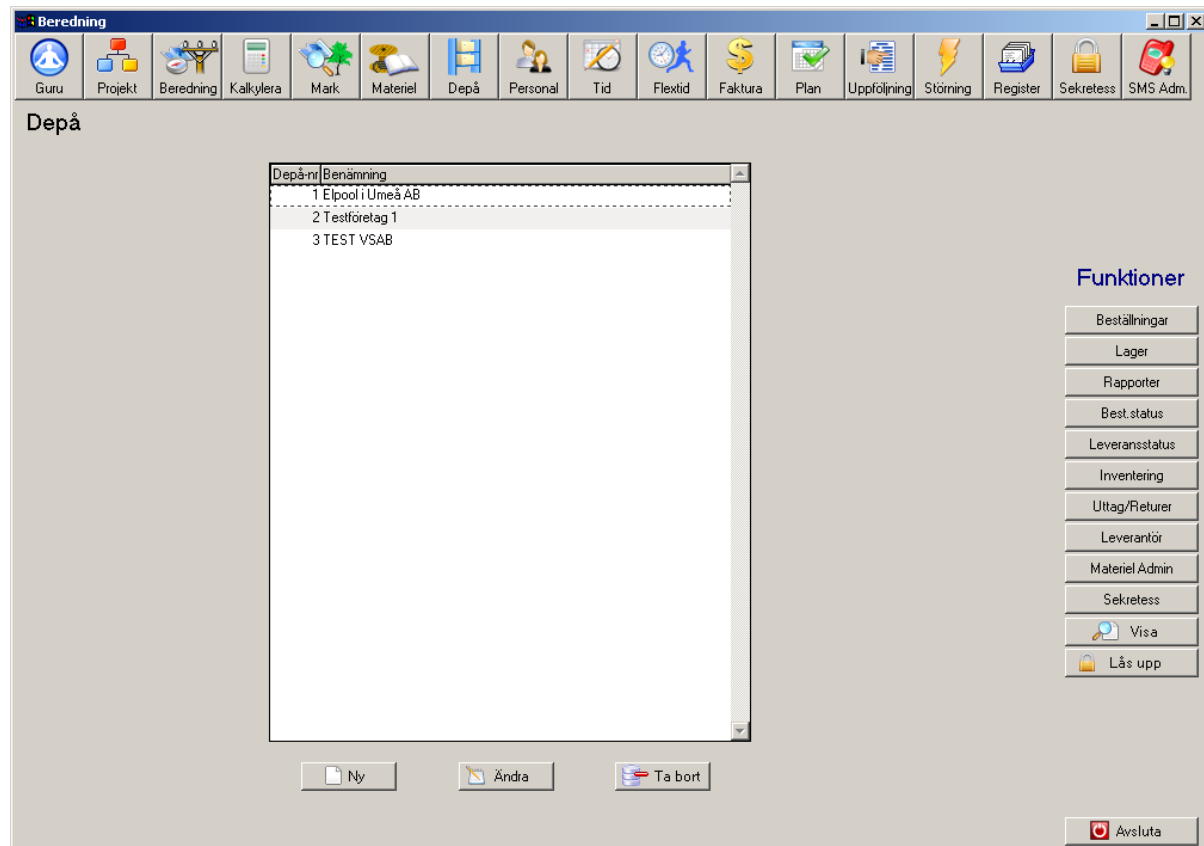 Beredning
Guru Projekt Beredning Kalkylera Mark Materiel Depå Personal Tid Flextid Faktura Plan Uppföljning Störning Register Sekretess SMS Adm.
Depå
Depå-nr Benämning
1 Elpool i Umeå AB
2 Testföretag 1
3 TEST VSAB
Funktioner
Beställningar
Lager
Rapporter
Best.status
Leveransstatus
Inventering
Uttag/Returer
Leverantör
Materiel Admin
Sekretess
Visa
Lås upp
Ny Ändra Ta bort
Avsluta